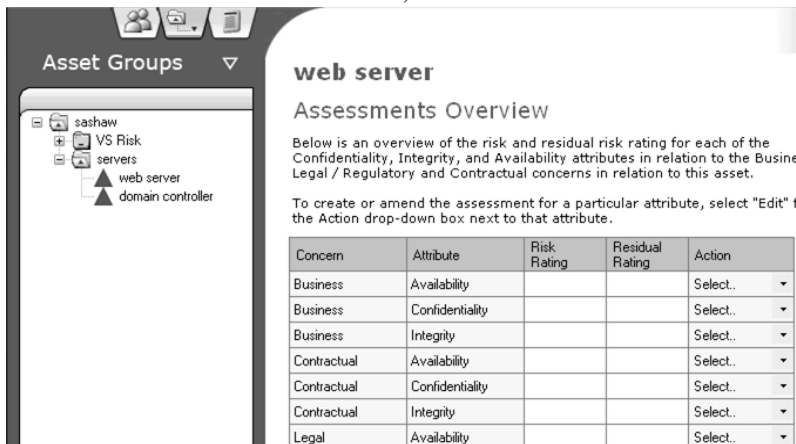 Asset Groups
sashaw
VS Risk
servers
web server
domain controller
web server
Assessments Overview
Below is an overview of the risk and residual risk rating for each of the
Confidentiality, Integrity, and Availability attributes in relation to the Busine
Legal / Regulatory and Contractual concerns in relation to this asset.
To create or amend the assessment for a particular attribute, select "Edit" f
the Action drop-down box next to that attribute.
Concern Attribute Risk Rating Residual Rating Action
Business Availability Select..
Business Confidentiality Select..
Business Integrity Select..
Contractual Availability Select..
Contractual Confidentiality Select..
Contractual Integrity Select..
Legal Availability Select..